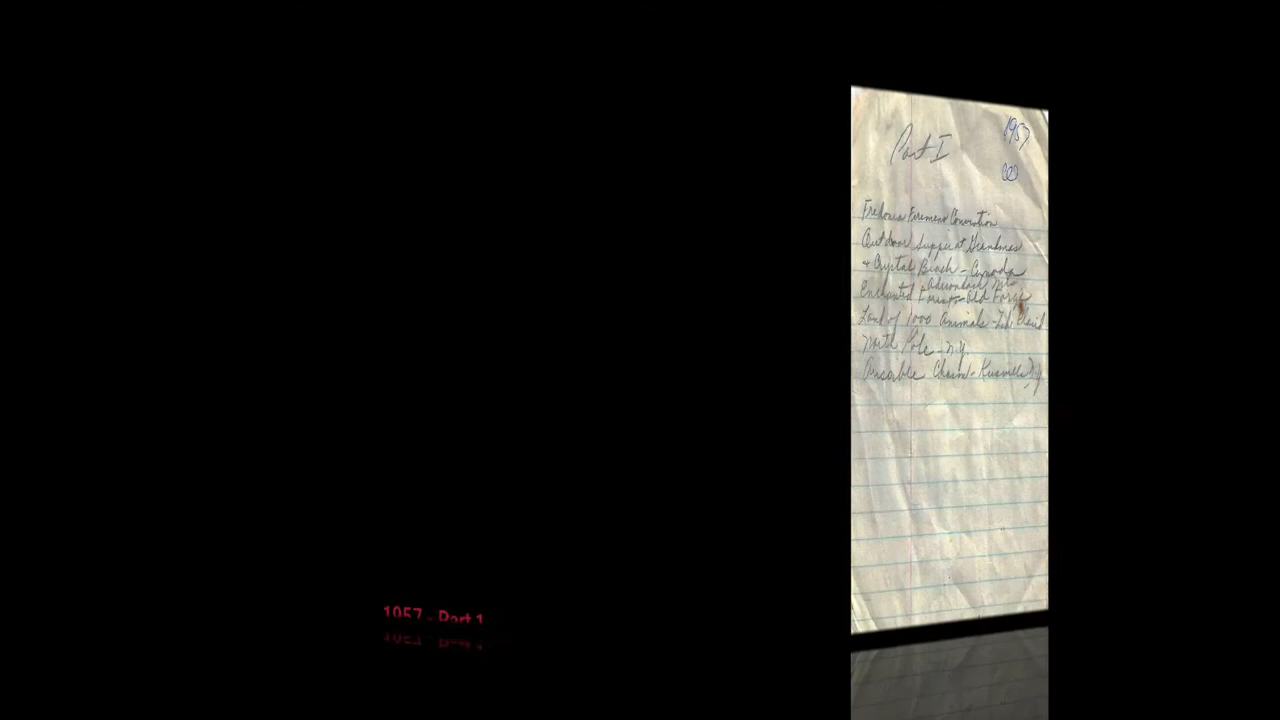 Part I
1957
Fredonia Firemens Convention
Outdoor Supper at Grandmas
+ Crystal Beach - Canada
Adirondack Mts
Enchanted Forest - Old Forge
Land of 1000 Animals -
North Pole - N.Y.
Ausable Chasm - Keeseville N.Y.
1957 - Part 1